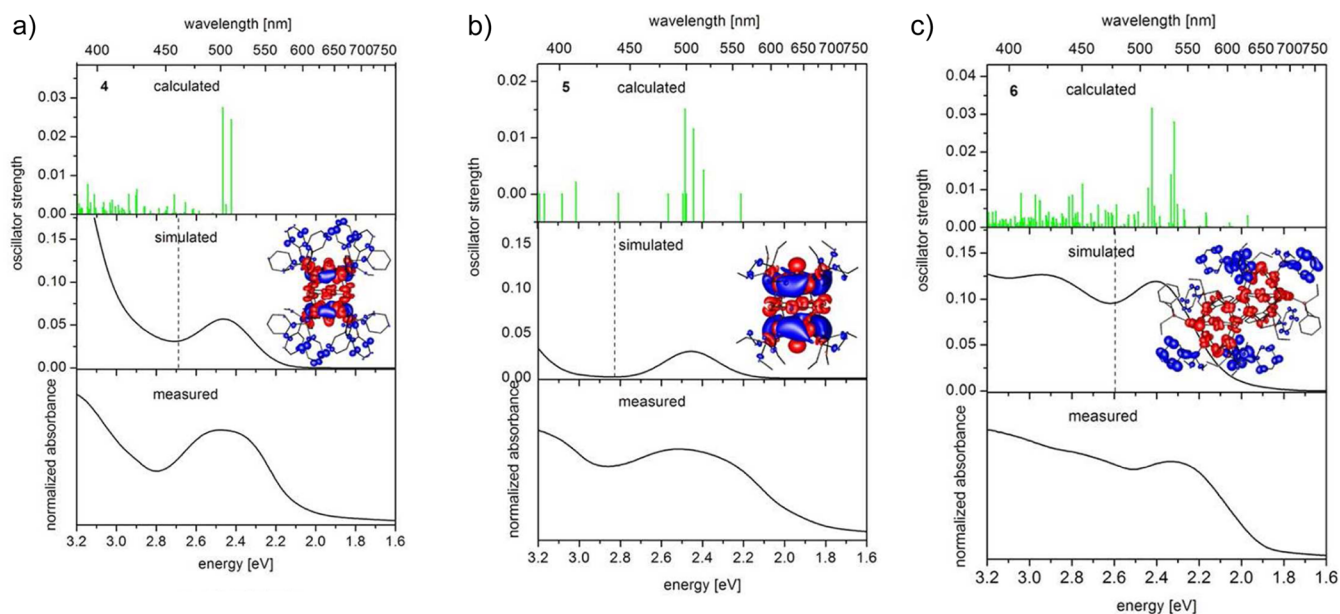 a)
wavelength [nm]
400 450 500 550 600 650 700 750
0.03
0.02
0.01
0.00
4
calculated
oscillator strength
0.15
0.10
0.05
0.00
simulated
measured
normalized absorbance
3.2 3.0 2.8 2.6 2.4 2.2 2.0 1.8 1.6
energy [eV]
b)
wavelength [nm]
400 450 500 550 600 650 700 750
0.02
0.01
0.00
5
calculated
oscillator strength
0.15
0.10
0.05
0.00
simulated
measured
normalized absorbance
3.2 3.0 2.8 2.6 2.4 2.2 2.0 1.8 1.6
energy [eV]
c)
wavelength [nm]
400 450 500 550 600 650 700 750
0.04
0.03
0.02
0.01
0.00
6
calculated
oscillator strength
0.15
0.10
0.05
0.00
simulated
measured
normalized absorbance
3.2 3.0 2.8 2.6 2.4 2.2 2.0 1.8 1.6
energy [eV]